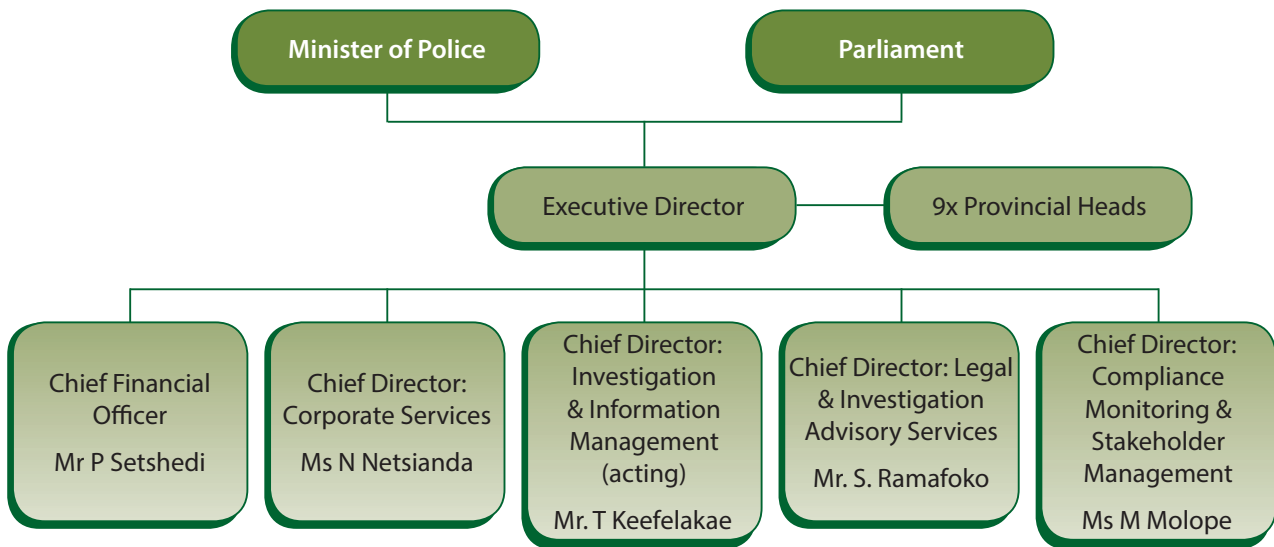 Minister of Police
Parliament
Executive Director
9x Provincial Heads
Chief Financial
Officer
Mr P Setshedi
Chief Director:
Corporate Services
Ms N Netsianda
Chief Director:
Investigation
& Information
Management
(acting)
Mr. T Keefelakae
Chief Director: Legal
& Investigation
Advisory Services
Mr. S. Ramafoko
Chief Director:
Compliance
Monitoring &
Stakeholder
Management
Ms M Molope